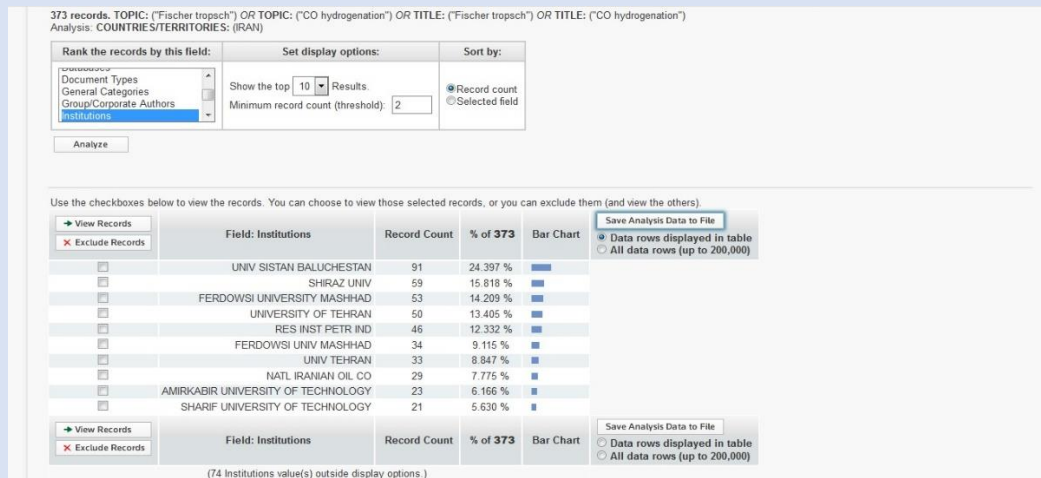 373 records. TOPIC: ("Fischer tropsch") OR TOPIC: ("CO hydrogenation") OR TITLE: ("Fischer tropsch") OR TITLE: ("CO hydrogenation")
Analysis: COUNTRIES/TERRITORIES: (IRAN)
Rank the records by this field: Set display options: Sort by:
Databases
Document Types
General Categories
Group/Corporate Authors
Institutions
Show the top 10 Results.
Minimum record count (threshold): 2
Record count
Selected field
Analyze
Use the checkboxes below to view the records. You can choose to view those selected records, or you can exclude them (and view the others).
View Records
Exclude Records
Field: Institutions Record Count % of 373 Bar Chart
Save Analysis Data to File
Data rows displayed in table
All data rows (up to 200,000)
UNIV SISTAN BALUCHESTAN 91 24.397 %
SHIRAZ UNIV 59 15.818 %
FERDOWSI UNIVERSITY MASHHAD 53 14.209 %
UNIVERSITY OF TEHRAN 50 13.405 %
RES INST PETR IND 46 12.332 %
FERDOWSI UNIV MASHHAD 34 9.115 %
UNIV TEHRAN 33 8.847 %
NATL IRANIAN OIL CO 29 7.775 %
AMIRKABIR UNIVERSITY OF TECHNOLOGY 23 6.166 %
SHARIF UNIVERSITY OF TECHNOLOGY 21 5.630 %
View Records
Exclude Records
Field: Institutions Record Count % of 373 Bar Chart
Save Analysis Data to File
Data rows displayed in table
All data rows (up to 200,000)
(74 Institutions value(s) outside display options.)